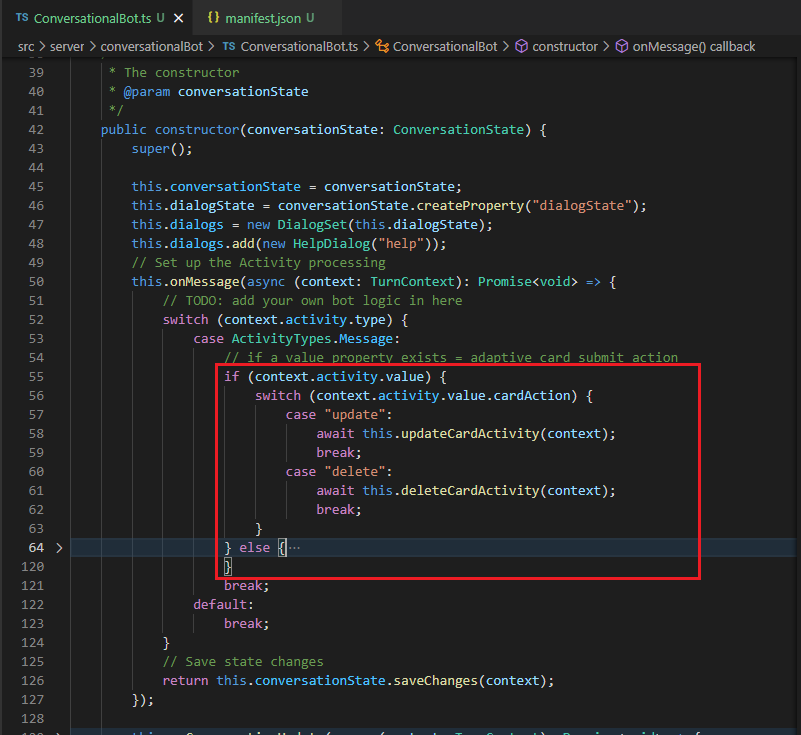 TS ConversationalBot.ts U ✕ {} manifest.json U
src > server > conversationalBot > TS ConversationalBot.ts > ConversationalBot > constructor > onMessage() callback
39 * The constructor
40 * @param conversationState
41 */
42 public constructor(conversationState: ConversationState) {
43 super();
44
45 this.conversationState = conversationState;
46 this.dialogState = conversationState.createProperty("dialogState");
47 this.dialogs = new DialogSet(this.dialogState);
48 this.dialogs.add(new HelpDialog("help"));
49 // Set up the Activity processing
50 this.onMessage(async (context: TurnContext): Promise<void> => {
51 // TODO: add your own bot logic in here
52 switch (context.activity.type) {
53 case ActivityTypes.Message:
54 // if a value property exists = adaptive card submit action
55 if (context.activity.value) {
56 switch (context.activity.value.cardAction) {
57 case "update":
58 await this.updateCardActivity(context);
59 break;
60 case "delete":
61 await this.deleteCardActivity(context);
62 break;
63 }
64 > } else {···
120 }
121 break;
122 default:
123 break;
124 }
125 // Save state changes
126 return this.conversationState.saveChanges(context);
127 });
128